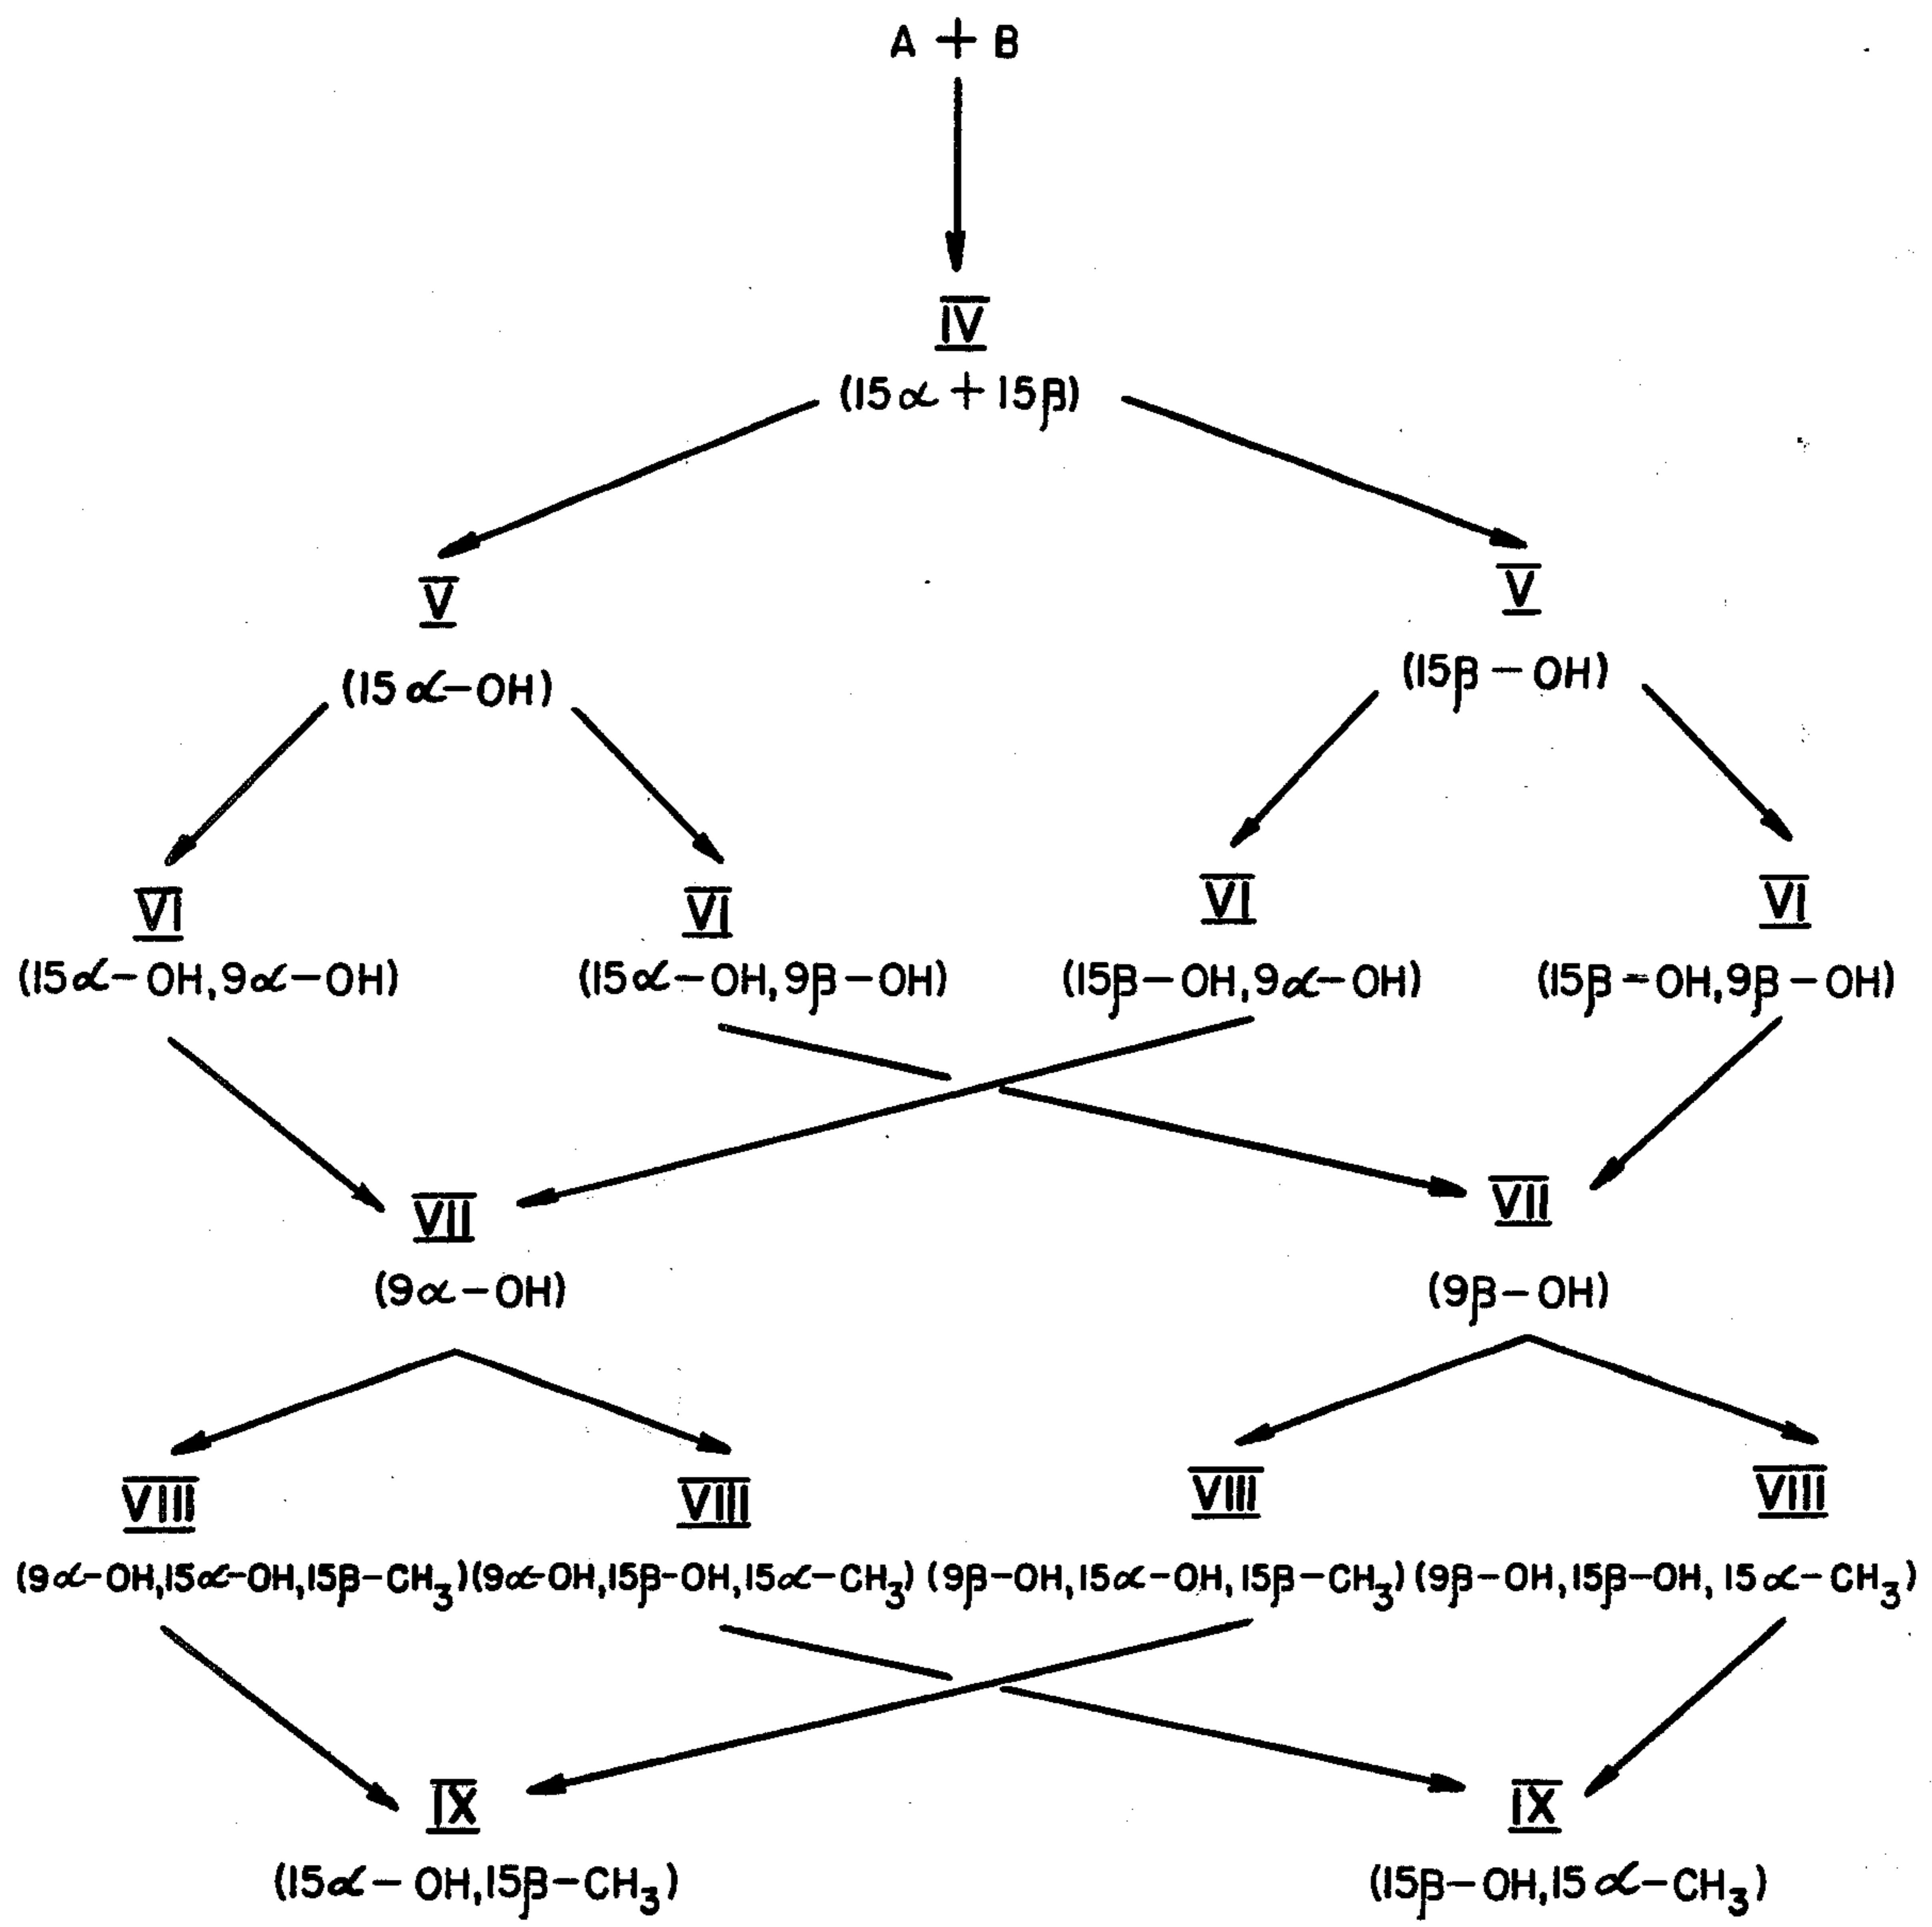 A + B
IV
(15α + 15β)
V V
(15α-OH) (15β-OH)
VI VI VI VI
(15α-OH,9α-OH) (15α-OH,9β-OH) (15β-OH,9α-OH) (15β-OH,9β-OH)
VII VII
(9α-OH) (9β-OH)
VIII VIII VIII VIII
(9α-OH,15α-OH,15β-CH₃) (9α-OH,15β-OH,15α-CH₃) (9β-OH,15α-OH,15β-CH₃) (9β-OH,15β-OH,15α-CH₃)
IX IX
(15α-OH,15β-CH₃) (15β-OH,15α-CH₃)